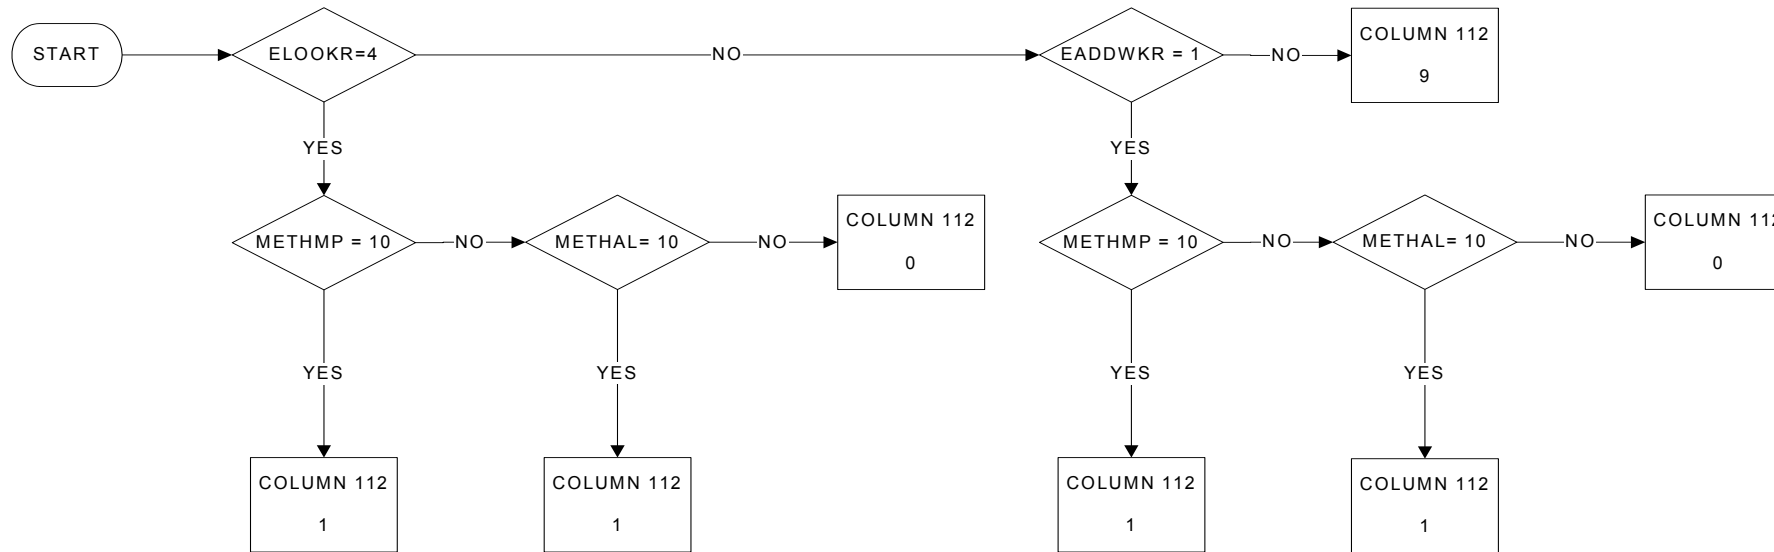 START
ELOOKR=4
NO
EADDWKR = 1
NO
COLUMN 112
9
YES
YES
METHMP = 10
NO
METHAL= 10
NO
COLUMN 112
0
METHMP = 10
NO
METHAL= 10
NO
COLUMN 112
0
YES
YES
YES
YES
COLUMN 112
1
COLUMN 112
1
COLUMN 112
1
COLUMN 112
1